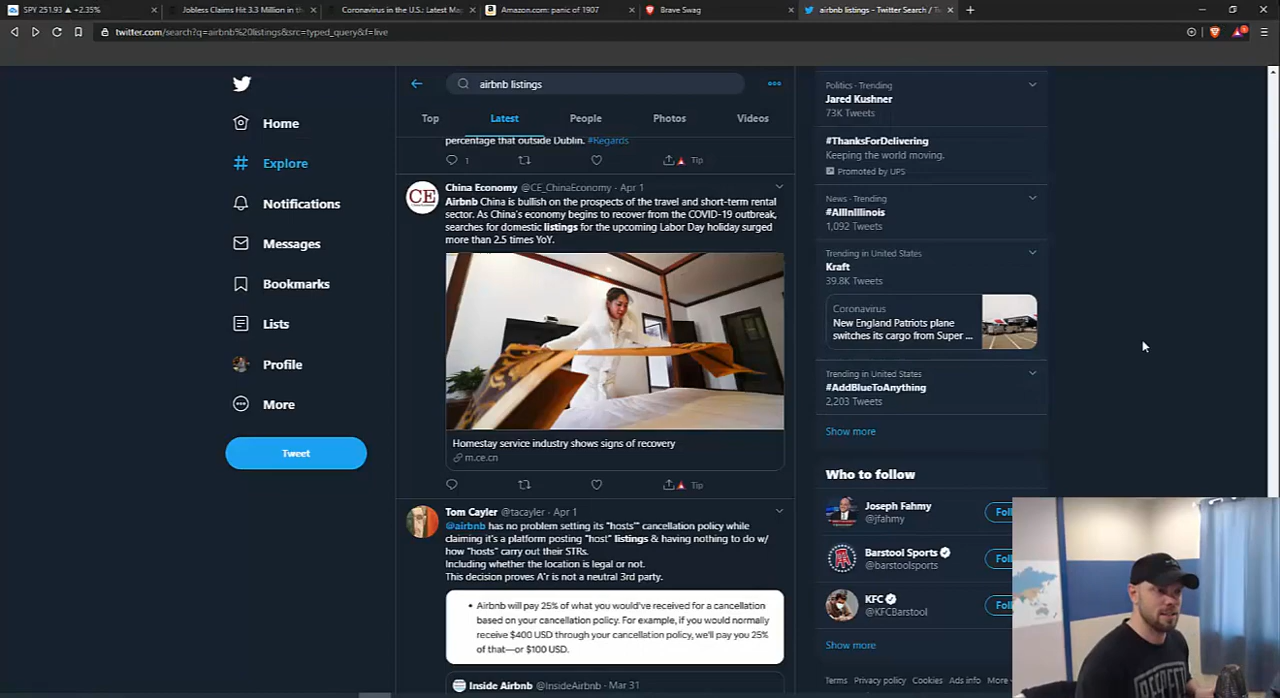 SPY 251.93 ▲ +2.35%
Jobless Claims Hit 3.3 Million in the
Coronavirus in the U.S.: Latest Map
Amazon.com: panic of 1907
Brave Swag
airbnb listings - Twitter Search / Tw
twitter.com/search?q=airbnb%20listings&src=typed_query&f=live
Home
Explore
Notifications
Messages
Bookmarks
Lists
Profile
More
Tweet
airbnb listings
Top
Latest
People
Photos
Videos
percentage that outside Dublin. #Regards
1
Tip
China Economy @CE_ChinaEconomy · Apr 1
Airbnb China is bullish on the prospects of the travel and short-term rental
sector. As China's economy begins to recover from the COVID-19 outbreak,
searches for domestic listings for the upcoming Labor Day holiday surged
more than 2.5 times YoY.
CE
Homestay service industry shows signs of recovery
m.ce.cn
Tip
Tom Cayler @tacayler · Apr 1
@airbnb has no problem setting its "hosts'" cancellation policy while
claiming it's a platform posting "host" listings & having nothing to do w/
how "hosts" carry out their STRs.
Including whether the location is legal or not.
This decision proves A'r is not a neutral 3rd party.
• Airbnb will pay 25% of what you would've received for a cancellation
based on your cancellation policy. For example, if you would normally
receive $400 USD through your cancellation policy, we'll pay you 25%
of that—or $100 USD.
Inside Airbnb @InsideAirbnb · Mar 31
Politics · Trending
Jared Kushner
73K Tweets
#ThanksForDelivering
Keeping the world moving.
Promoted by UPS
News · Trending
#AllInIllinois
1,092 Tweets
Trending in United States
Kraft
39.8K Tweets
Coronavirus
New England Patriots plane
switches its cargo from Super ...
Trending in United States
#AddBlueToAnything
2,203 Tweets
Show more
Who to follow
Joseph Fahmy
@jfahmy
Foll
Barstool Sports
@barstoolsports
Foll
KFC
@KFCBarstool
Foll
Show more
Terms Privacy policy Cookies Ads info More
RESPECT